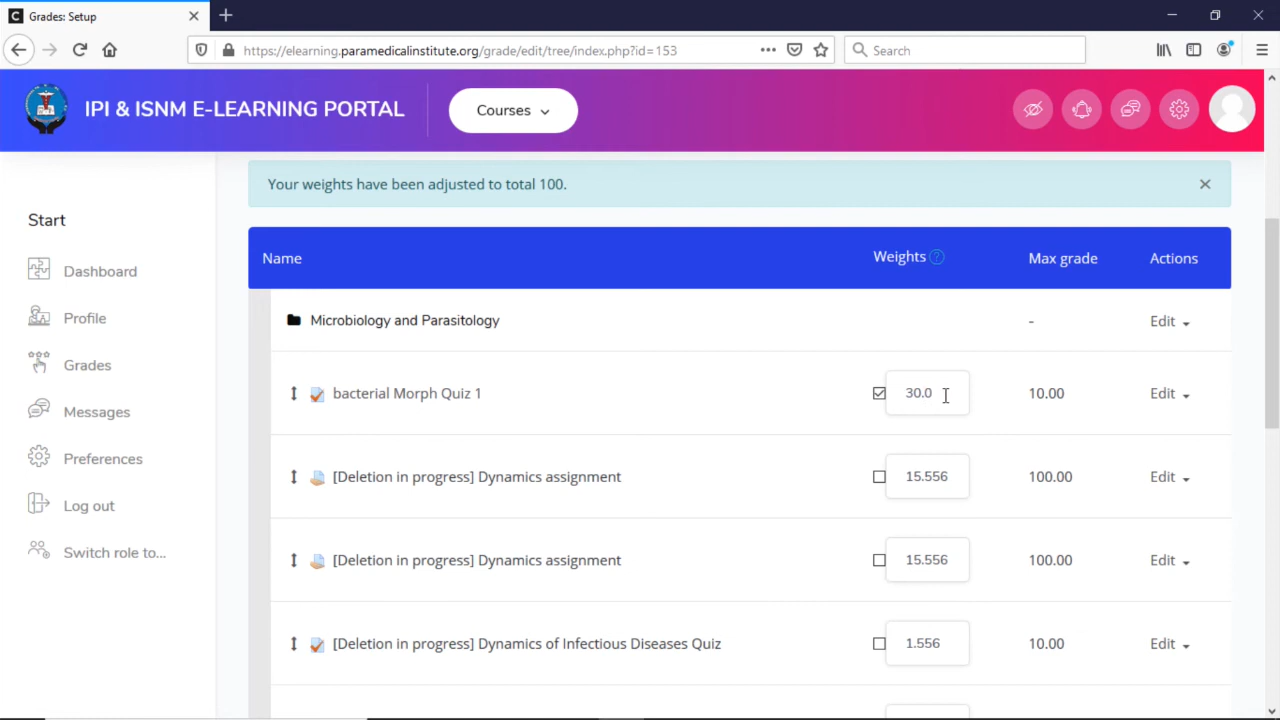 Grades: Setup
https://elearning.paramedicalinstitute.org/grade/edit/tree/index.php?id=153
Search
IPI & ISNM E-LEARNING PORTAL
Courses
Your weights have been adjusted to total 100.
Start
Dashboard
Profile
Grades
Messages
Preferences
Log out
Switch role to...
Name Weights ? Max grade Actions
Microbiology and Parasitology - Edit
bacterial Morph Quiz 1 30.0 10.00 Edit
[Deletion in progress] Dynamics assignment 15.556 100.00 Edit
[Deletion in progress] Dynamics assignment 15.556 100.00 Edit
[Deletion in progress] Dynamics of Infectious Diseases Quiz 1.556 10.00 Edit